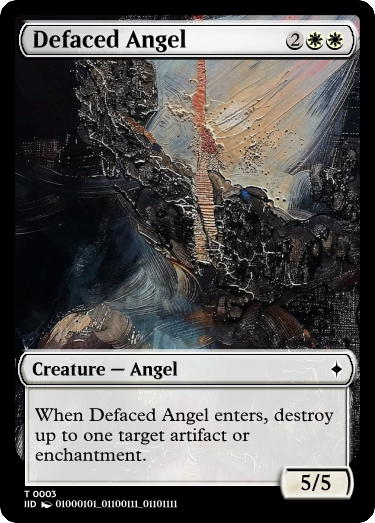 Defaced Angel 2
Creature — Angel
When Defaced Angel enters, destroy
up to one target artifact or
enchantment.
5/5
T 0003
IID 01000101_01100111_01101111